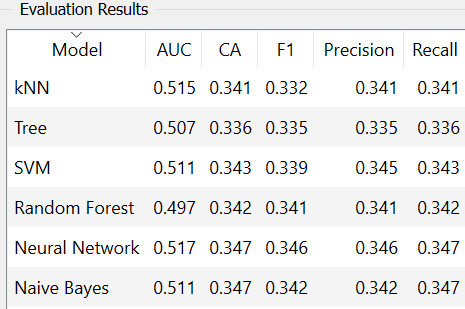 Evaluation Results
Model AUC CA F1 Precision Recall
kNN 0.515 0.341 0.332 0.341 0.341
Tree 0.507 0.336 0.335 0.335 0.336
SVM 0.511 0.343 0.339 0.345 0.343
Random Forest 0.497 0.342 0.341 0.341 0.342
Neural Network 0.517 0.347 0.346 0.346 0.347
Naive Bayes 0.511 0.347 0.342 0.342 0.347